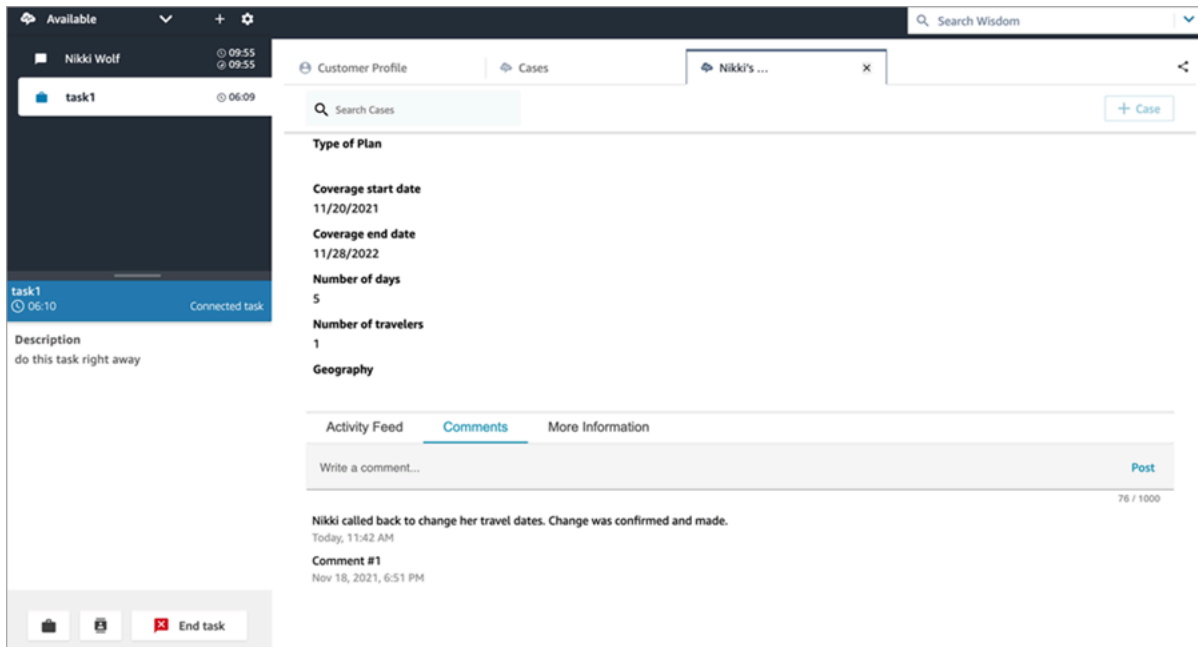 Available
Search Wisdom
Nikki Wolf
09:55
09:55
task1
06:09
Customer Profile
Cases
Nikki's ...
Search Cases
+ Case
Type of Plan
Coverage start date
11/20/2021
Coverage end date
11/28/2022
Number of days
5
Number of travelers
1
Geography
task1
06:10
Connected task
Description
do this task right away
Activity Feed
Comments
More Information
Write a comment...
Post
76 / 1000
Nikki called back to change her travel dates. Change was confirmed and made.
Today, 11:42 AM
Comment #1
Nov 18, 2021, 6:51 PM
End task